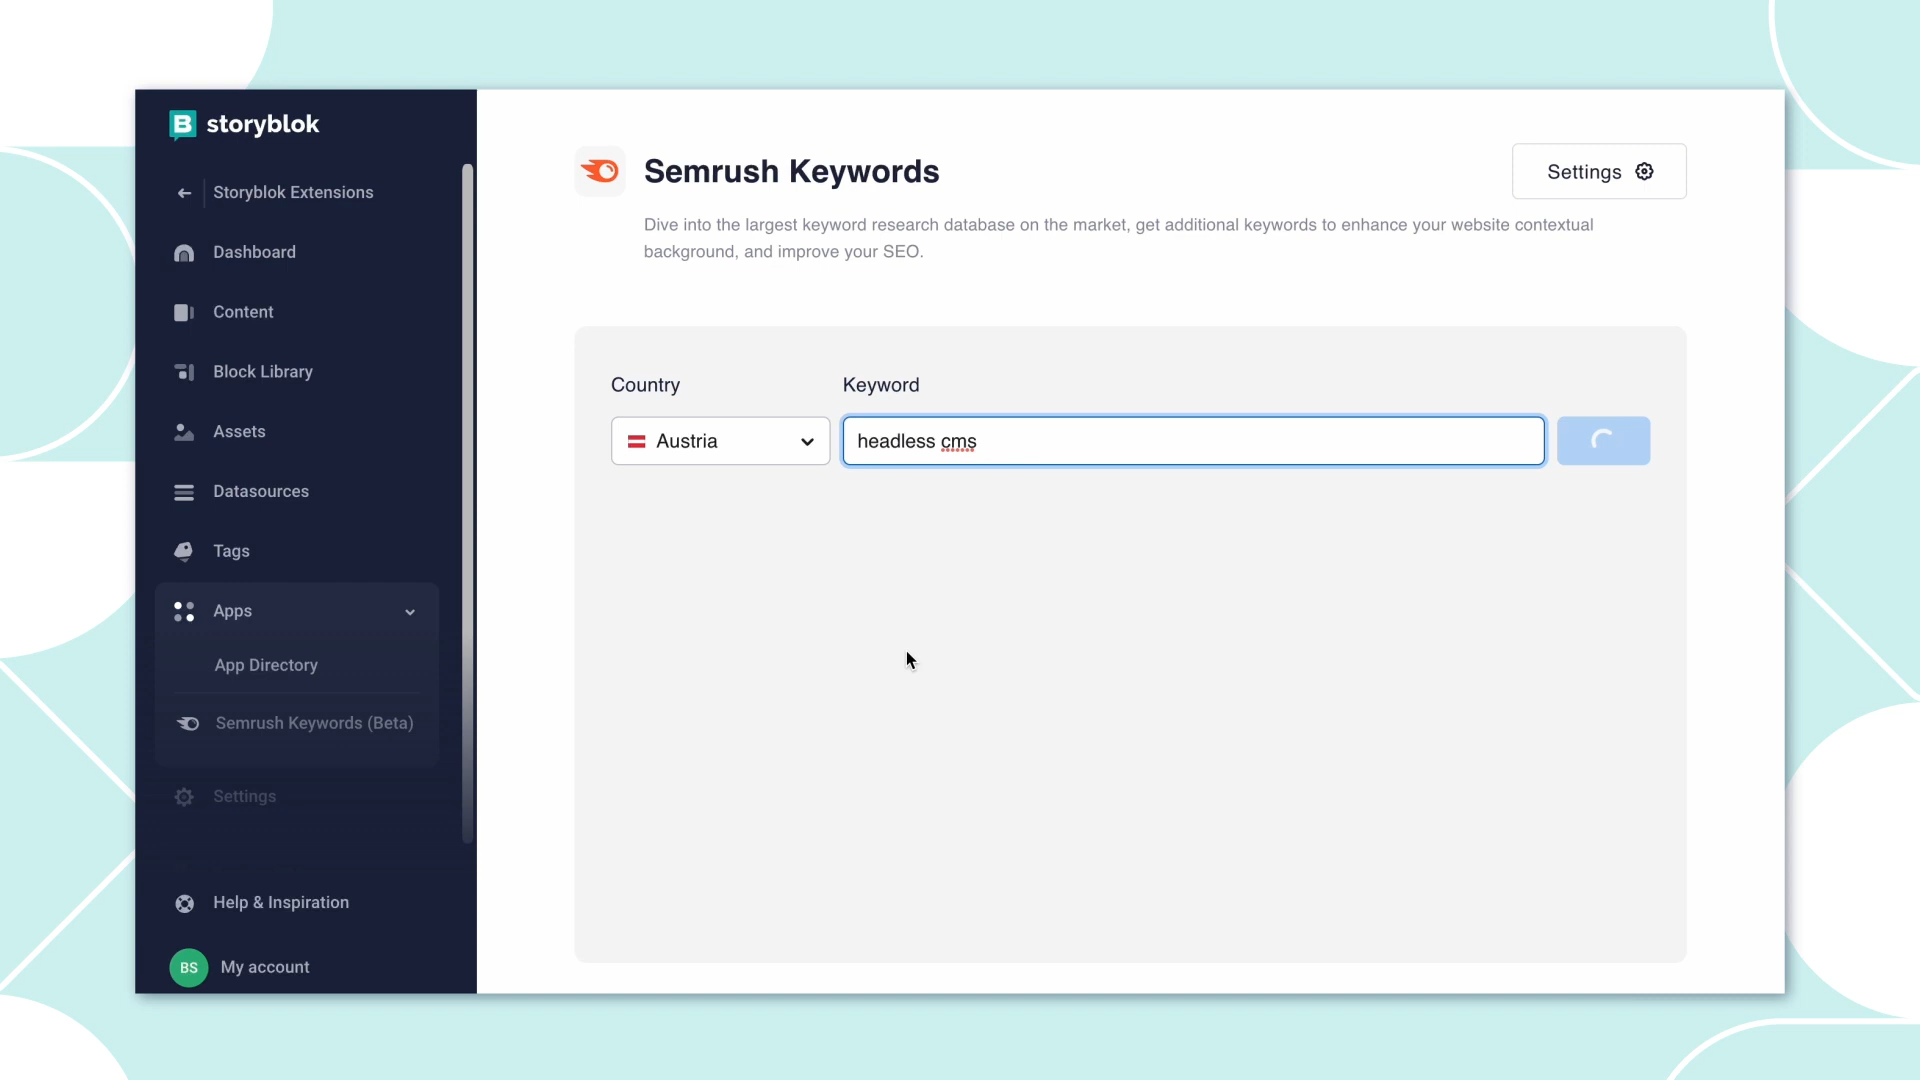 storyblok
Storyblok Extensions
Dashboard
Content
Block Library
Assets
Datasources
Tags
Apps
App Directory
Semrush Keywords (Beta)
Settings
Help & Inspiration
BS My account
Semrush Keywords
Settings
Dive into the largest keyword research database on the market, get additional keywords to enhance your website contextual
background, and improve your SEO.
Country Keyword
Austria headless cms